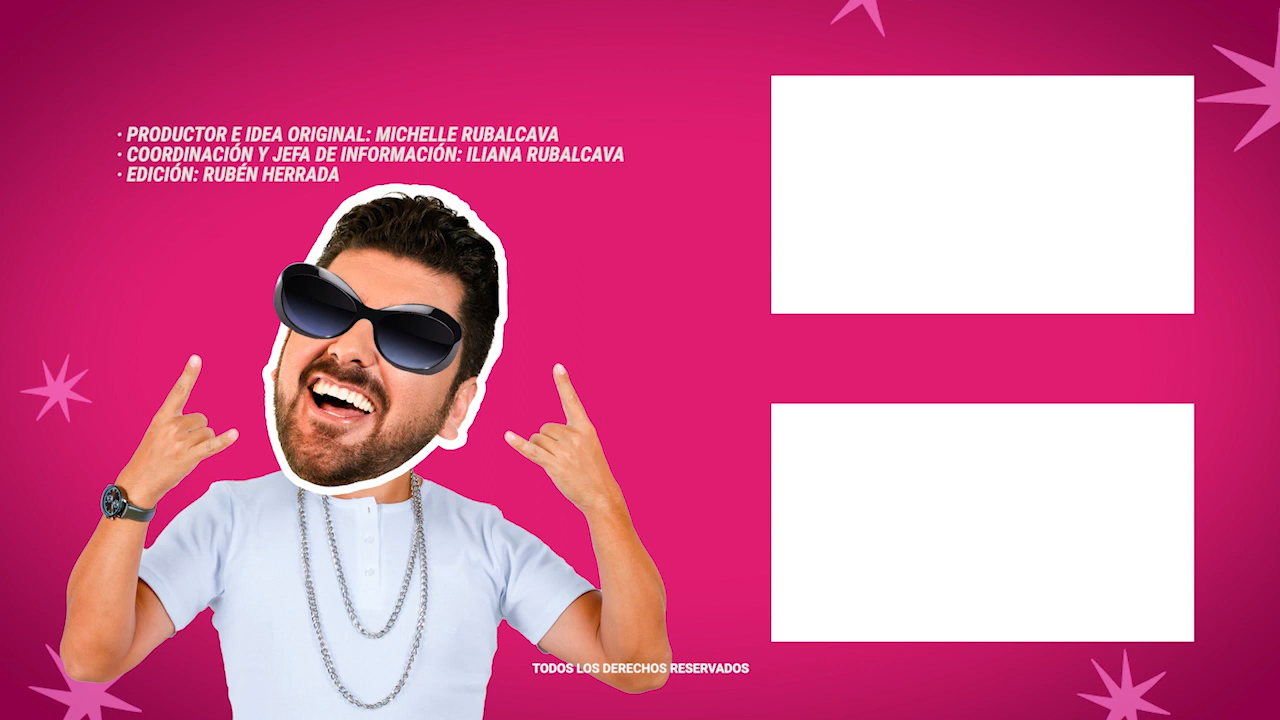 · PRODUCTOR E IDEA ORIGINAL: MICHELLE RUBALCAVA
· COORDINACIÓN Y JEFA DE INFORMACIÓN: ILIANA RUBALCAVA
· EDICIÓN: RUBÉN HERRADA
TODOS LOS DERECHOS RESERVADOS